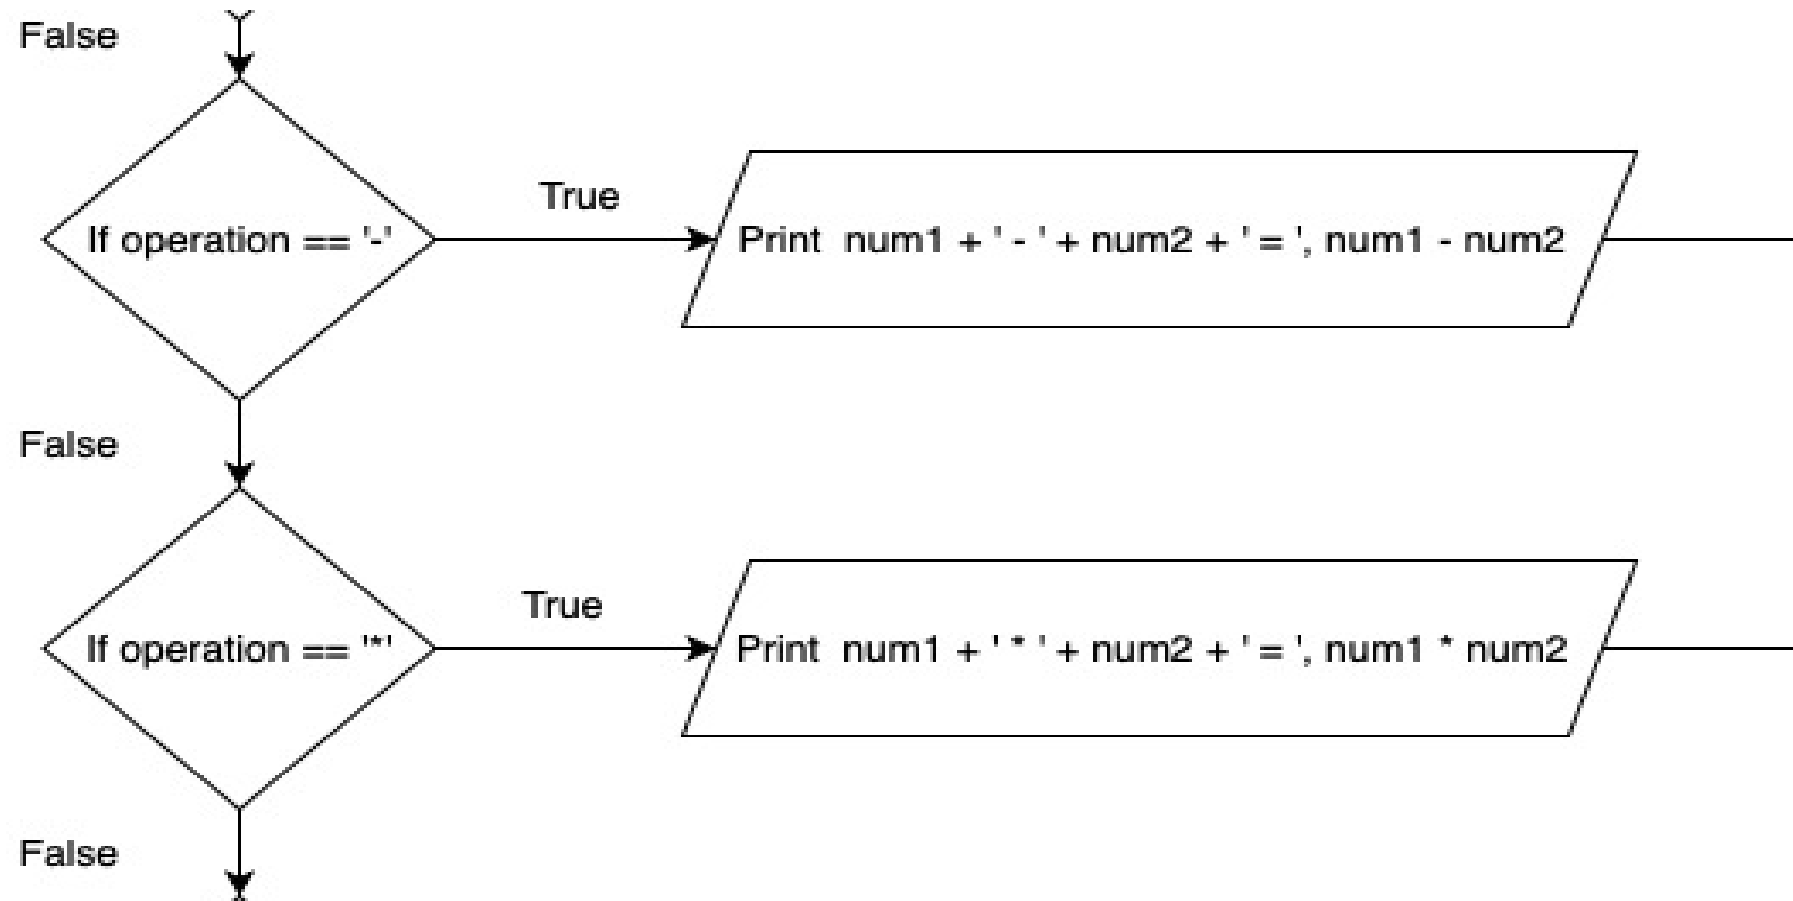 False
If operation == '-'
True
Print  num1 + ' - ' + num2 + ' = ', num1 - num2
False
If operation == '*'
True
Print  num1 + ' * ' + num2 + ' = ', num1 * num2
False